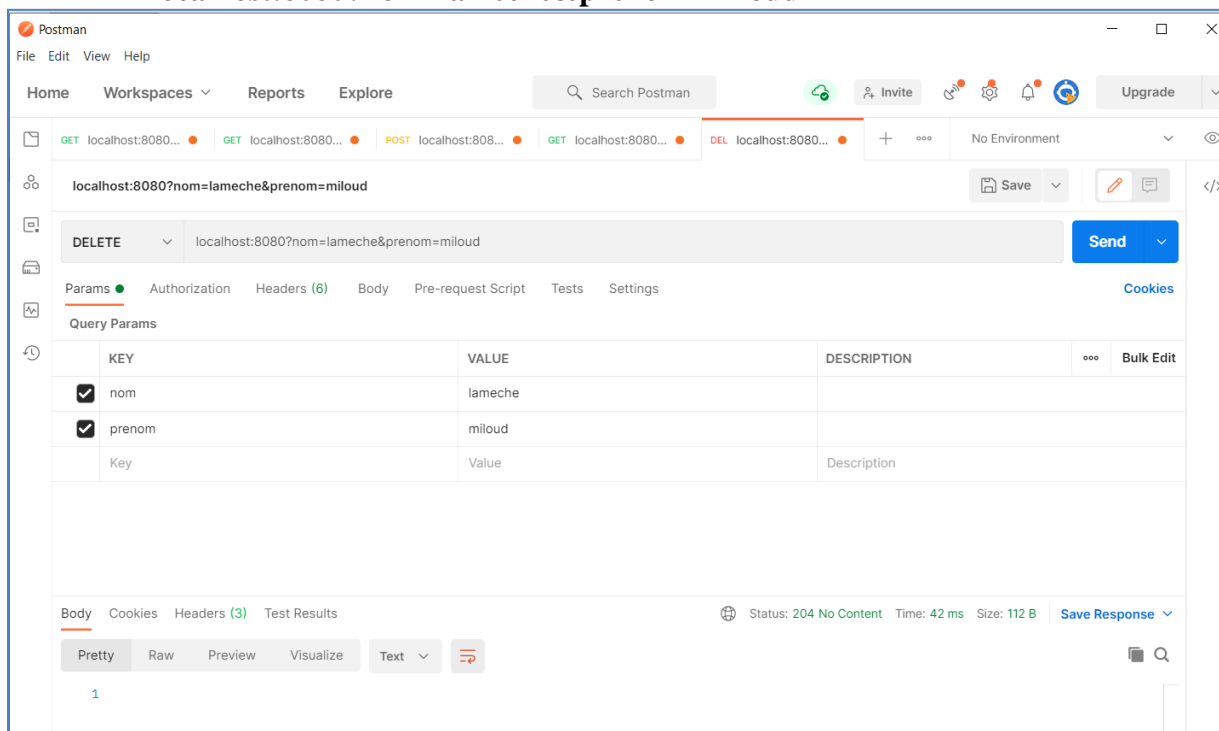 Postman
File Edit View Help
Home Workspaces Reports Explore Search Postman Invite Upgrade
GET localhost:8080... GET localhost:8080... POST localhost:808... GET localhost:8080... DEL localhost:8080... No Environment
localhost:8080?nom=lameche&prenom=miloud Save
DELETE localhost:8080?nom=lameche&prenom=miloud Send
Params Authorization Headers (6) Body Pre-request Script Tests Settings Cookies
Query Params
KEY VALUE DESCRIPTION Bulk Edit
nom lameche
prenom miloud
Key Value Description
Body Cookies Headers (3) Test Results Status: 204 No Content Time: 42 ms Size: 112 B Save Response
Pretty Raw Preview Visualize Text
1